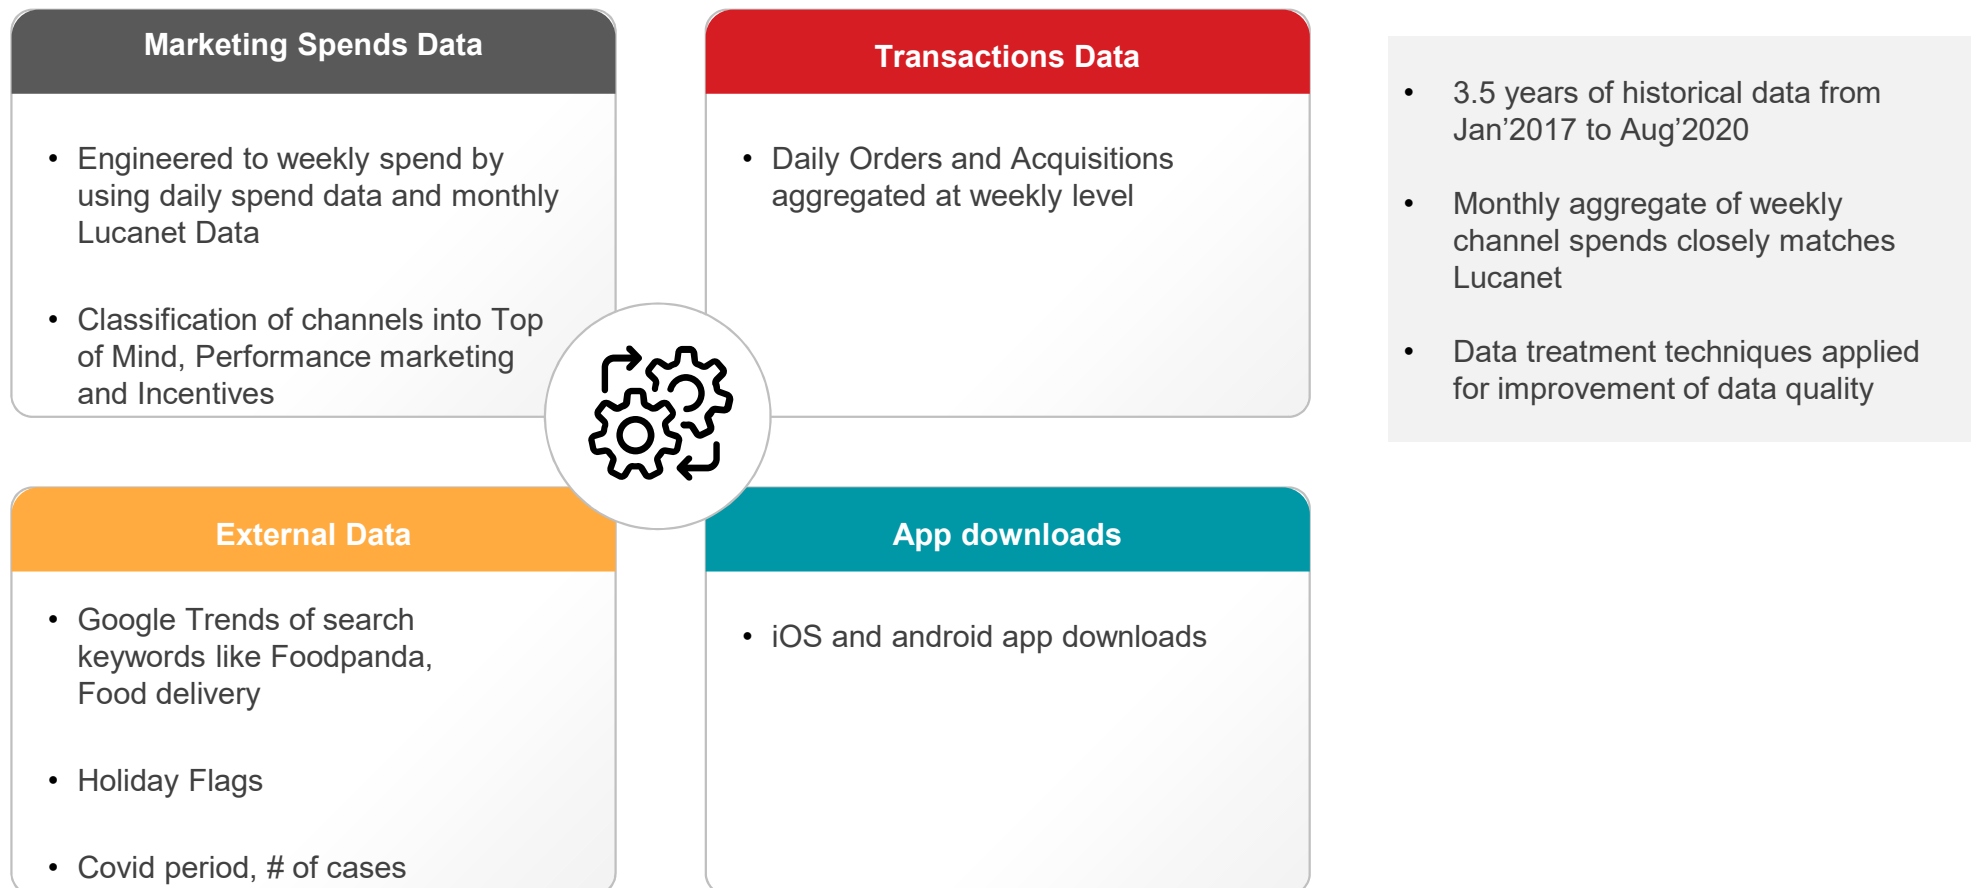 Marketing Spends Data
• Engineered to weekly spend by
using daily spend data and monthly
Lucanet Data
• Classification of channels into Top
of Mind, Performance marketing
and Incentives
Transactions Data
• Daily Orders and Acquisitions
aggregated at weekly level
• 3.5 years of historical data from
Jan’2017 to Aug’2020
• Monthly aggregate of weekly
channel spends closely matches
Lucanet
• Data treatment techniques applied
for improvement of data quality
External Data
• Google Trends of search
keywords like Foodpanda,
Food delivery
• Holiday Flags
• Covid period, # of cases
App downloads
• iOS and android app downloads